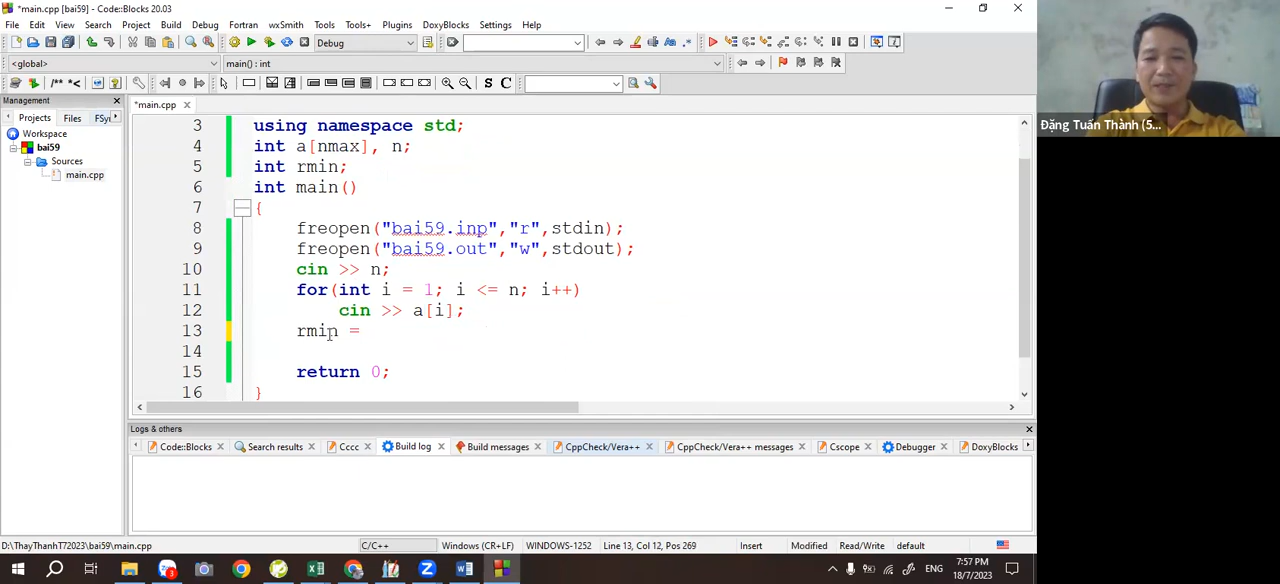 *main.cpp [bai59] - Code::Blocks 20.03
File Edit View Search Project Build Debug Fortran wxSmith Tools Tools+ Plugins DoxyBlocks Settings Help
Debug
<global> main() : int
/** *< S C
Management
Projects Files FSy
Workspace
bai59
Sources
main.cpp
*main.cpp
3 using namespace std;
4 int a[nmax], n;
5 int rmin;
6 int main()
7 {
8 freopen("bai59.inp","r",stdin);
9 freopen("bai59.out","w",stdout);
10 cin >> n;
11 for(int i = 1; i <= n; i++)
12 cin >> a[i];
13 rmin =
14
15 return 0;
16 }
Logs & others
Code::Blocks Search results Cccc Build log Build messages CppCheck/Vera++ CppCheck/Vera++ messages Cscope Debugger DoxyBlocks
D:\ThayThanhT72023\bai59\main.cpp C/C++ Windows (CR+LF) WINDOWS-1252 Line 13, Col 12, Pos 269 Insert Modified Read/Write default
ENG 7:57 PM
18/7/2023
Đặng Tuấn Thành (5...